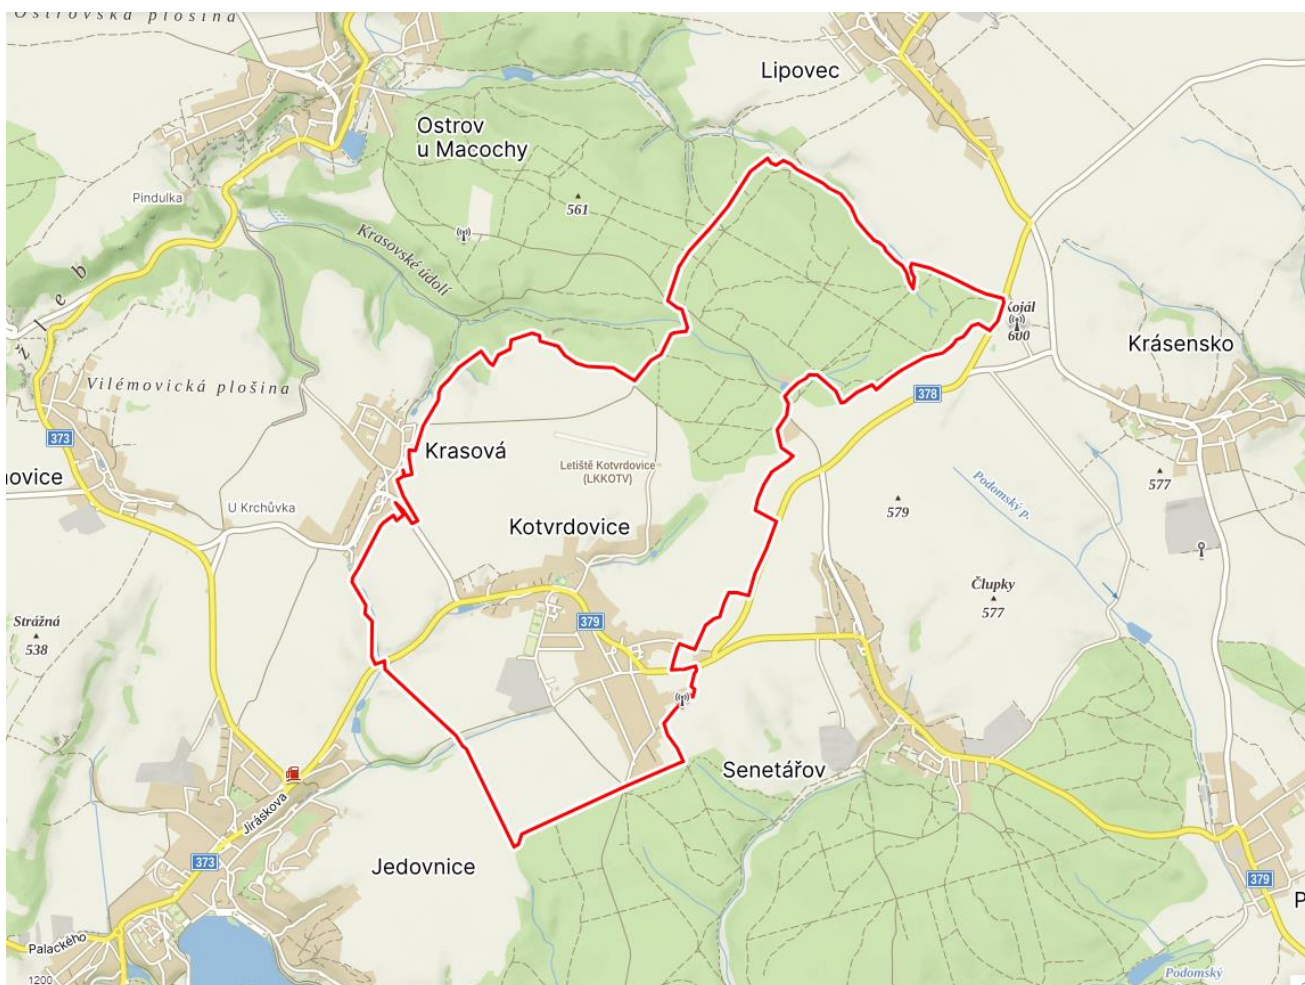 Ostrovská plošina
Lipovec
Ostrov
u Macochy
Pindulka
561
Krasovské údolí
žleb
Kojál
600
Krásensko
Vilémovická plošina
378
373
Krasová
Letiště Kotvrdovice
(LKKOTV)
ovice
577
Podomský p.
579
U Krchůvka
Kotvrdovice
Člupky
577
Strážná
538
379
Senetářov
Jiráskova
373
Jedovnice
379
P
Palackého
1200
Podomský